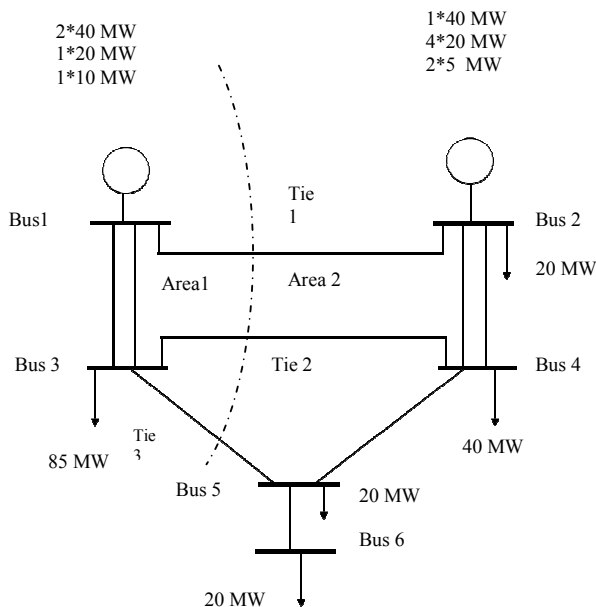 2*40 MW
1*20 MW
1*10 MW
1*40 MW
4*20 MW
2*5 MW
Bus1
Tie
1
Bus 2
20 MW
Area1
Area 2
Bus 3
Tie 2
Bus 4
85 MW
Tie
3
40 MW
Bus 5
20 MW
Bus 6
20 MW